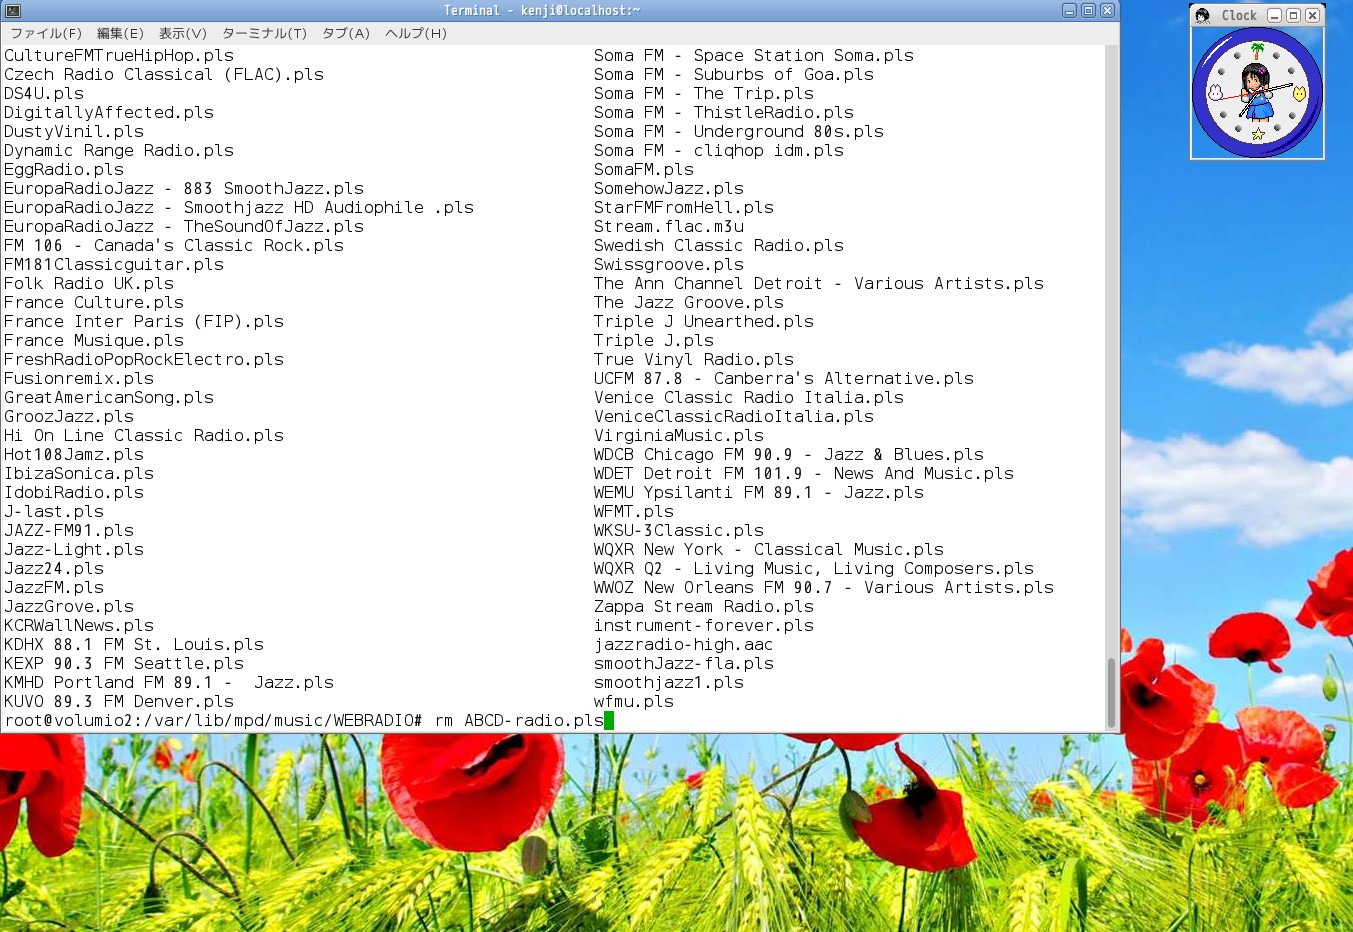 Terminal - kenji@localhost:~
Clock
ファイル(F) 編集(E) 表示(V) ターミナル(T) タブ(A) ヘルプ(H)
CultureFMTrueHipHop.pls Soma FM - Space Station Soma.pls
Czech Radio Classical (FLAC).pls Soma FM - Suburbs of Goa.pls
DS4U.pls Soma FM - The Trip.pls
DigitallyAffected.pls Soma FM - ThistleRadio.pls
DustyVinil.pls Soma FM - Underground 80s.pls
Dynamic Range Radio.pls Soma FM - cliqhop idm.pls
EggRadio.pls SomaFM.pls
EuropaRadioJazz - 883 SmoothJazz.pls SomehowJazz.pls
EuropaRadioJazz - Smoothjazz HD Audiophile .pls StarFMFromHell.pls
EuropaRadioJazz - TheSoundOfJazz.pls Stream.flac.m3u
FM 106 - Canada's Classic Rock.pls Swedish Classic Radio.pls
FM181Classicguitar.pls Swissgroove.pls
Folk Radio UK.pls The Ann Channel Detroit - Various Artists.pls
France Culture.pls The Jazz Groove.pls
France Inter Paris (FIP).pls Triple J Unearthed.pls
France Musique.pls Triple J.pls
FreshRadioPopRockElectro.pls True Vinyl Radio.pls
Fusionremix.pls UCFM 87.8 - Canberra's Alternative.pls
GreatAmericanSong.pls Venice Classic Radio Italia.pls
GroozJazz.pls VeniceClassicRadioItalia.pls
Hi On Line Classic Radio.pls VirginiaMusic.pls
Hot108Jamz.pls WDCB Chicago FM 90.9 - Jazz & Blues.pls
IbizaSonica.pls WDET Detroit FM 101.9 - News And Music.pls
IdobiRadio.pls WEMU Ypsilanti FM 89.1 - Jazz.pls
J-last.pls WFMT.pls
JAZZ-FM91.pls WKSU-3Classic.pls
Jazz-Light.pls WQXR New York - Classical Music.pls
Jazz24.pls WQXR Q2 - Living Music, Living Composers.pls
JazzFM.pls WWOZ New Orleans FM 90.7 - Various Artists.pls
JazzGrove.pls Zappa Stream Radio.pls
KCRWallNews.pls instrument-forever.pls
KDHX 88.1 FM St. Louis.pls jazzradio-high.aac
KEXP 90.3 FM Seattle.pls smoothJazz-fla.pls
KMHD Portland FM 89.1 -  Jazz.pls smoothjazz1.pls
KUVO 89.3 FM Denver.pls wfmu.pls
root@volumio2:/var/lib/mpd/music/WEBRADIO# rm ABCD-radio.pls